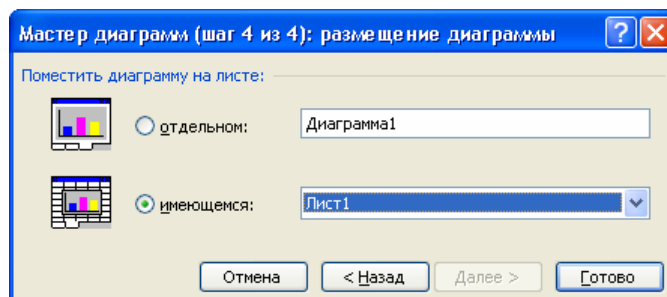 Мастер диаграмм (шаг 4 из 4): размещение диаграммы
Поместить диаграмму на листе:
отдельном: Диаграмма1
имеющемся: Лист1
Отмена < Назад Далее > Готово